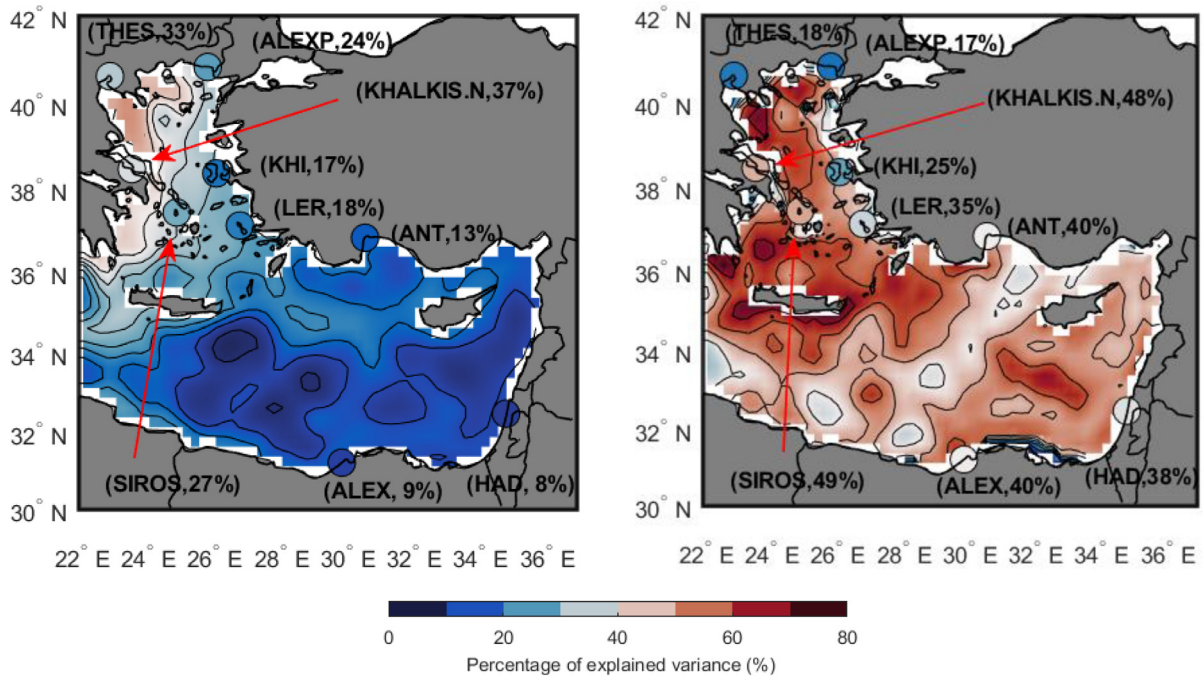 42° N
40° N
38° N
36° N
34° N
32° N
30° N
(THES,33%)
(ALEXP,24%)
(KHALKIS.N,37%)
(KHI,17%)
(LER,18%)
(ANT,13%)
(SIROS,27%)
(ALEX, 9%)
(HAD, 8%)
22° E 24° E 26° E 28° E 30° E 32° E 34° E 36° E
42° N
40° N
38° N
36° N
34° N
32° N
30° N
(THES,18%)
(ALEXP,17%)
(KHALKIS.N,48%)
(KHI,25%)
(LER,35%)
(ANT,40%)
(SIROS,49%)
(ALEX,40%)
(HAD,38%)
22° E 24° E 26° E 28° E 30° E 32° E 34° E 36° E
0 20 40 60 80
Percentage of explained variance (%)